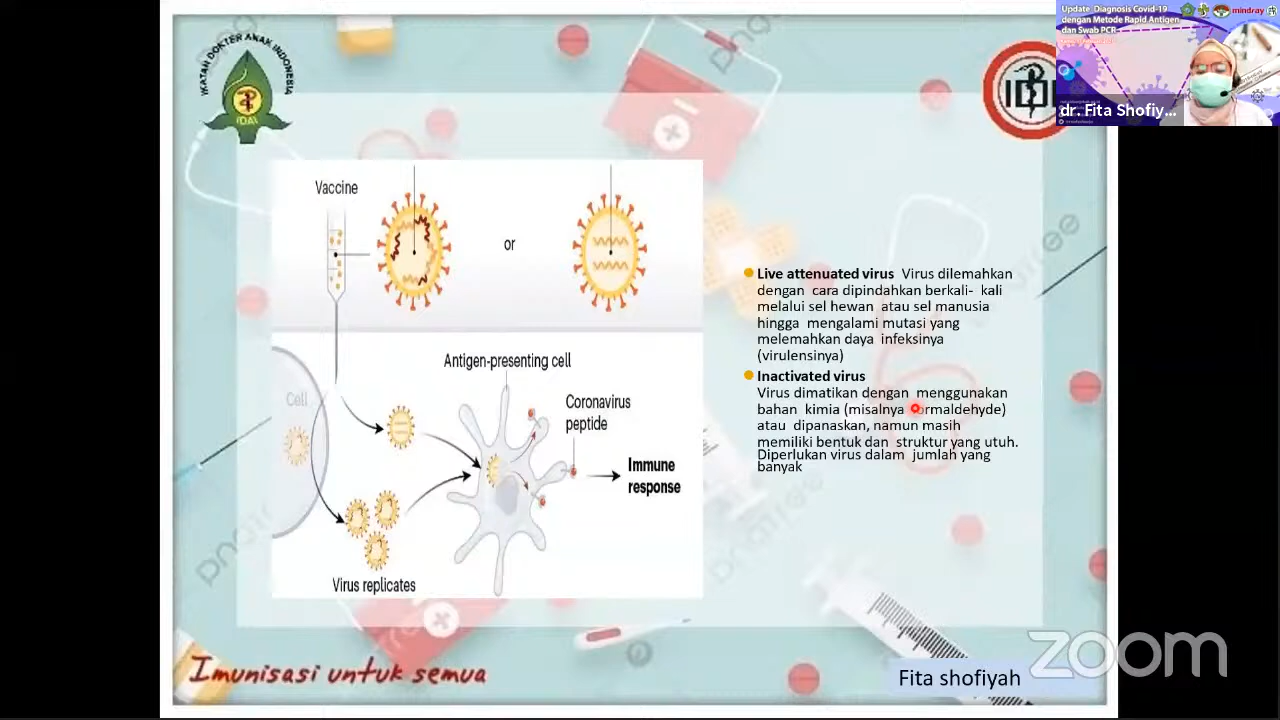 IKATAN DOKTER ANAK INDONESIA
IDAI
IDI
Update Diagnosis Covid-19
dengan Metode Rapid Antigen
dan Swab PCR
mindray
dr. Fita Shofiy...
Vaccine
or
Antigen-presenting cell
Cell
Coronavirus
peptide
Immune
response
Virus replicates
Live attenuated virus Virus dilemahkan
dengan cara dipindahkan berkali- kali
melalui sel hewan atau sel manusia
hingga mengalami mutasi yang
melemahkan daya infeksinya
(virulensinya)
Inactivated virus
Virus dimatikan dengan menggunakan
bahan kimia (misalnya formaldehyde)
atau dipanaskan, namun masih
memiliki bentuk dan struktur yang utuh.
Diperlukan virus dalam jumlah yang
banyak
Imunisasi untuk semua
Fita shofiyah
zoom
pngtree
pngtree
pngtree